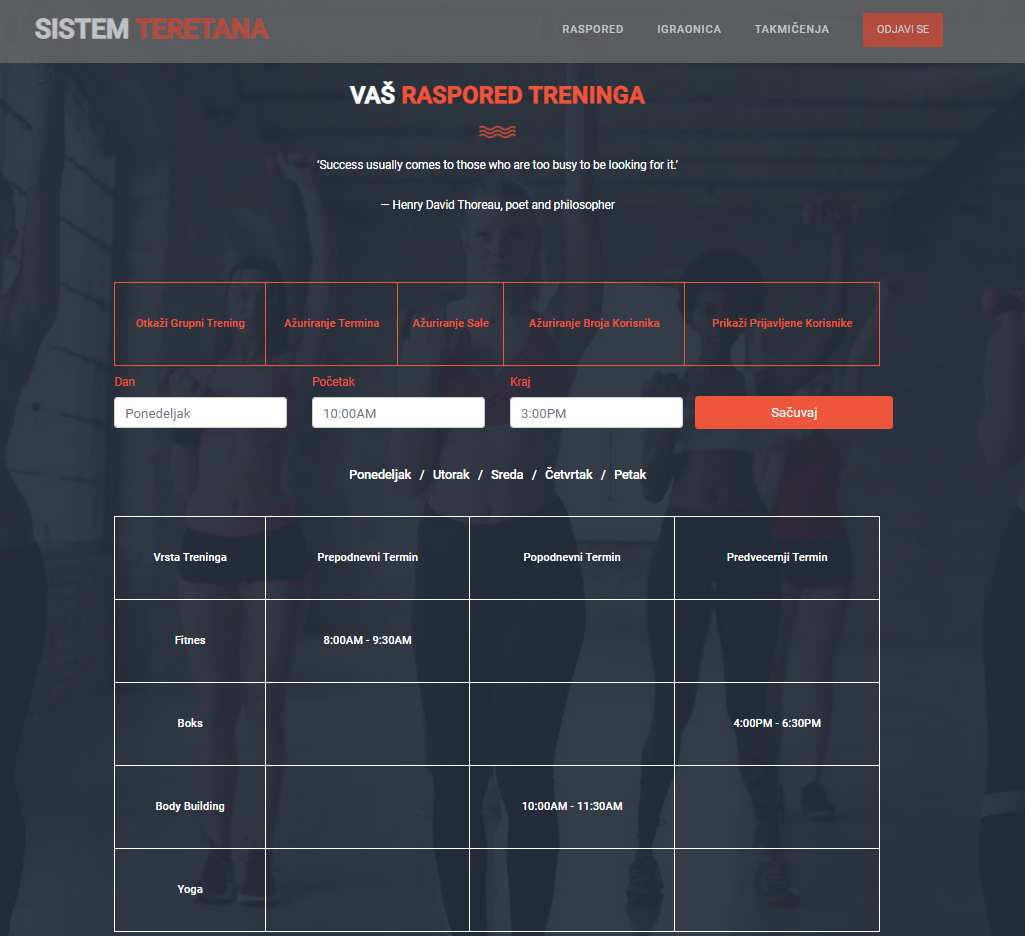 SISTEM TERETANA RASPORED IGRAONICA TAKMIČENJA ODJAVI SE
VAŠ RASPORED TRENINGA
‘Success usually comes to those who are too busy to be looking for it.’
— Henry David Thoreau, poet and philosopher
Otkaži Grupni Trening Ažuriranje Termina Ažuriranje Sale Ažuriranje Broja Korisnika Prikaži Prijavljene Korisnike
Dan Početak Kraj
Ponedeljak 10:00AM 3:00PM Sačuvaj
Ponedeljak / Utorak / Sreda / Četvrtak / Petak
Vrsta Treninga Prepodnevni Termin Popodnevni Termin Predvecernji Termin
Fitnes 8:00AM - 9:30AM
Boks 4:00PM - 6:30PM
Body Building 10:00AM - 11:30AM
Yoga